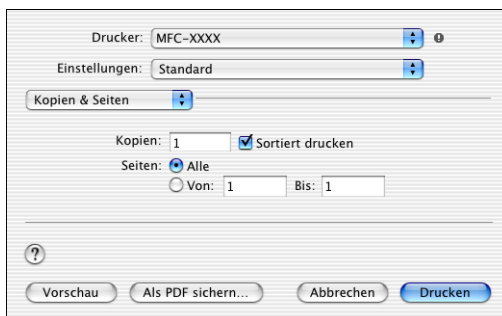 Drucker: MFC-XXXX
Einstellungen: Standard
Kopien & Seiten
Kopien: 1 Sortiert drucken
Seiten: Alle
Von: 1 Bis: 1
?
Vorschau Als PDF sichern... Abbrechen Drucken